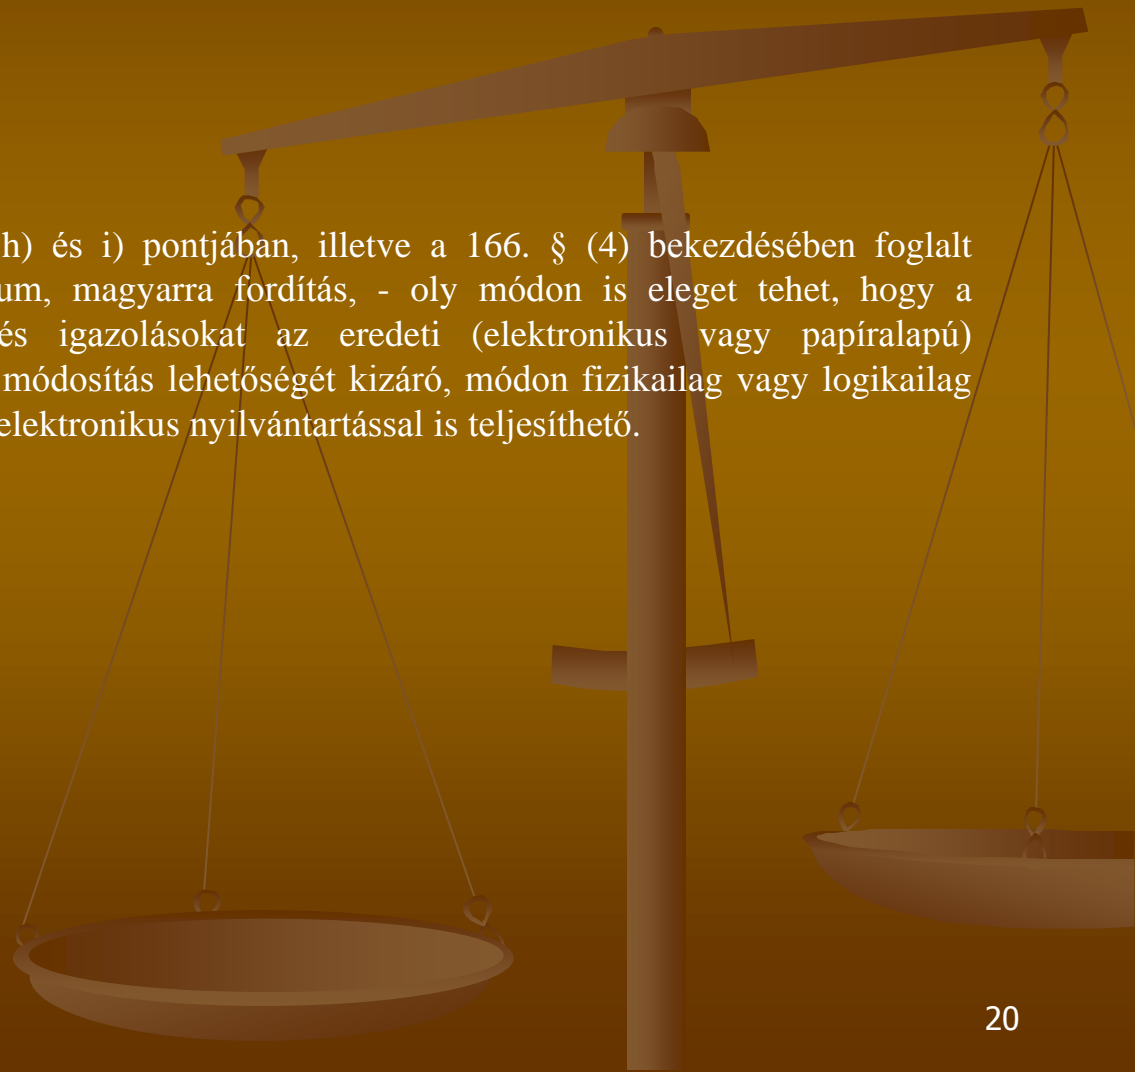 h) és i) pontjában, illetve a 166. § (4) bekezdésében foglalt
um, magyarra fordítás, - oly módon is eleget tehet, hogy a
és igazolásokat az eredeti (elektronikus vagy papíralapú)
módosítás lehetőségét kizáró, módon fizikailag vagy logikailag
elektronikus nyilvántartással is teljesíthető.
20